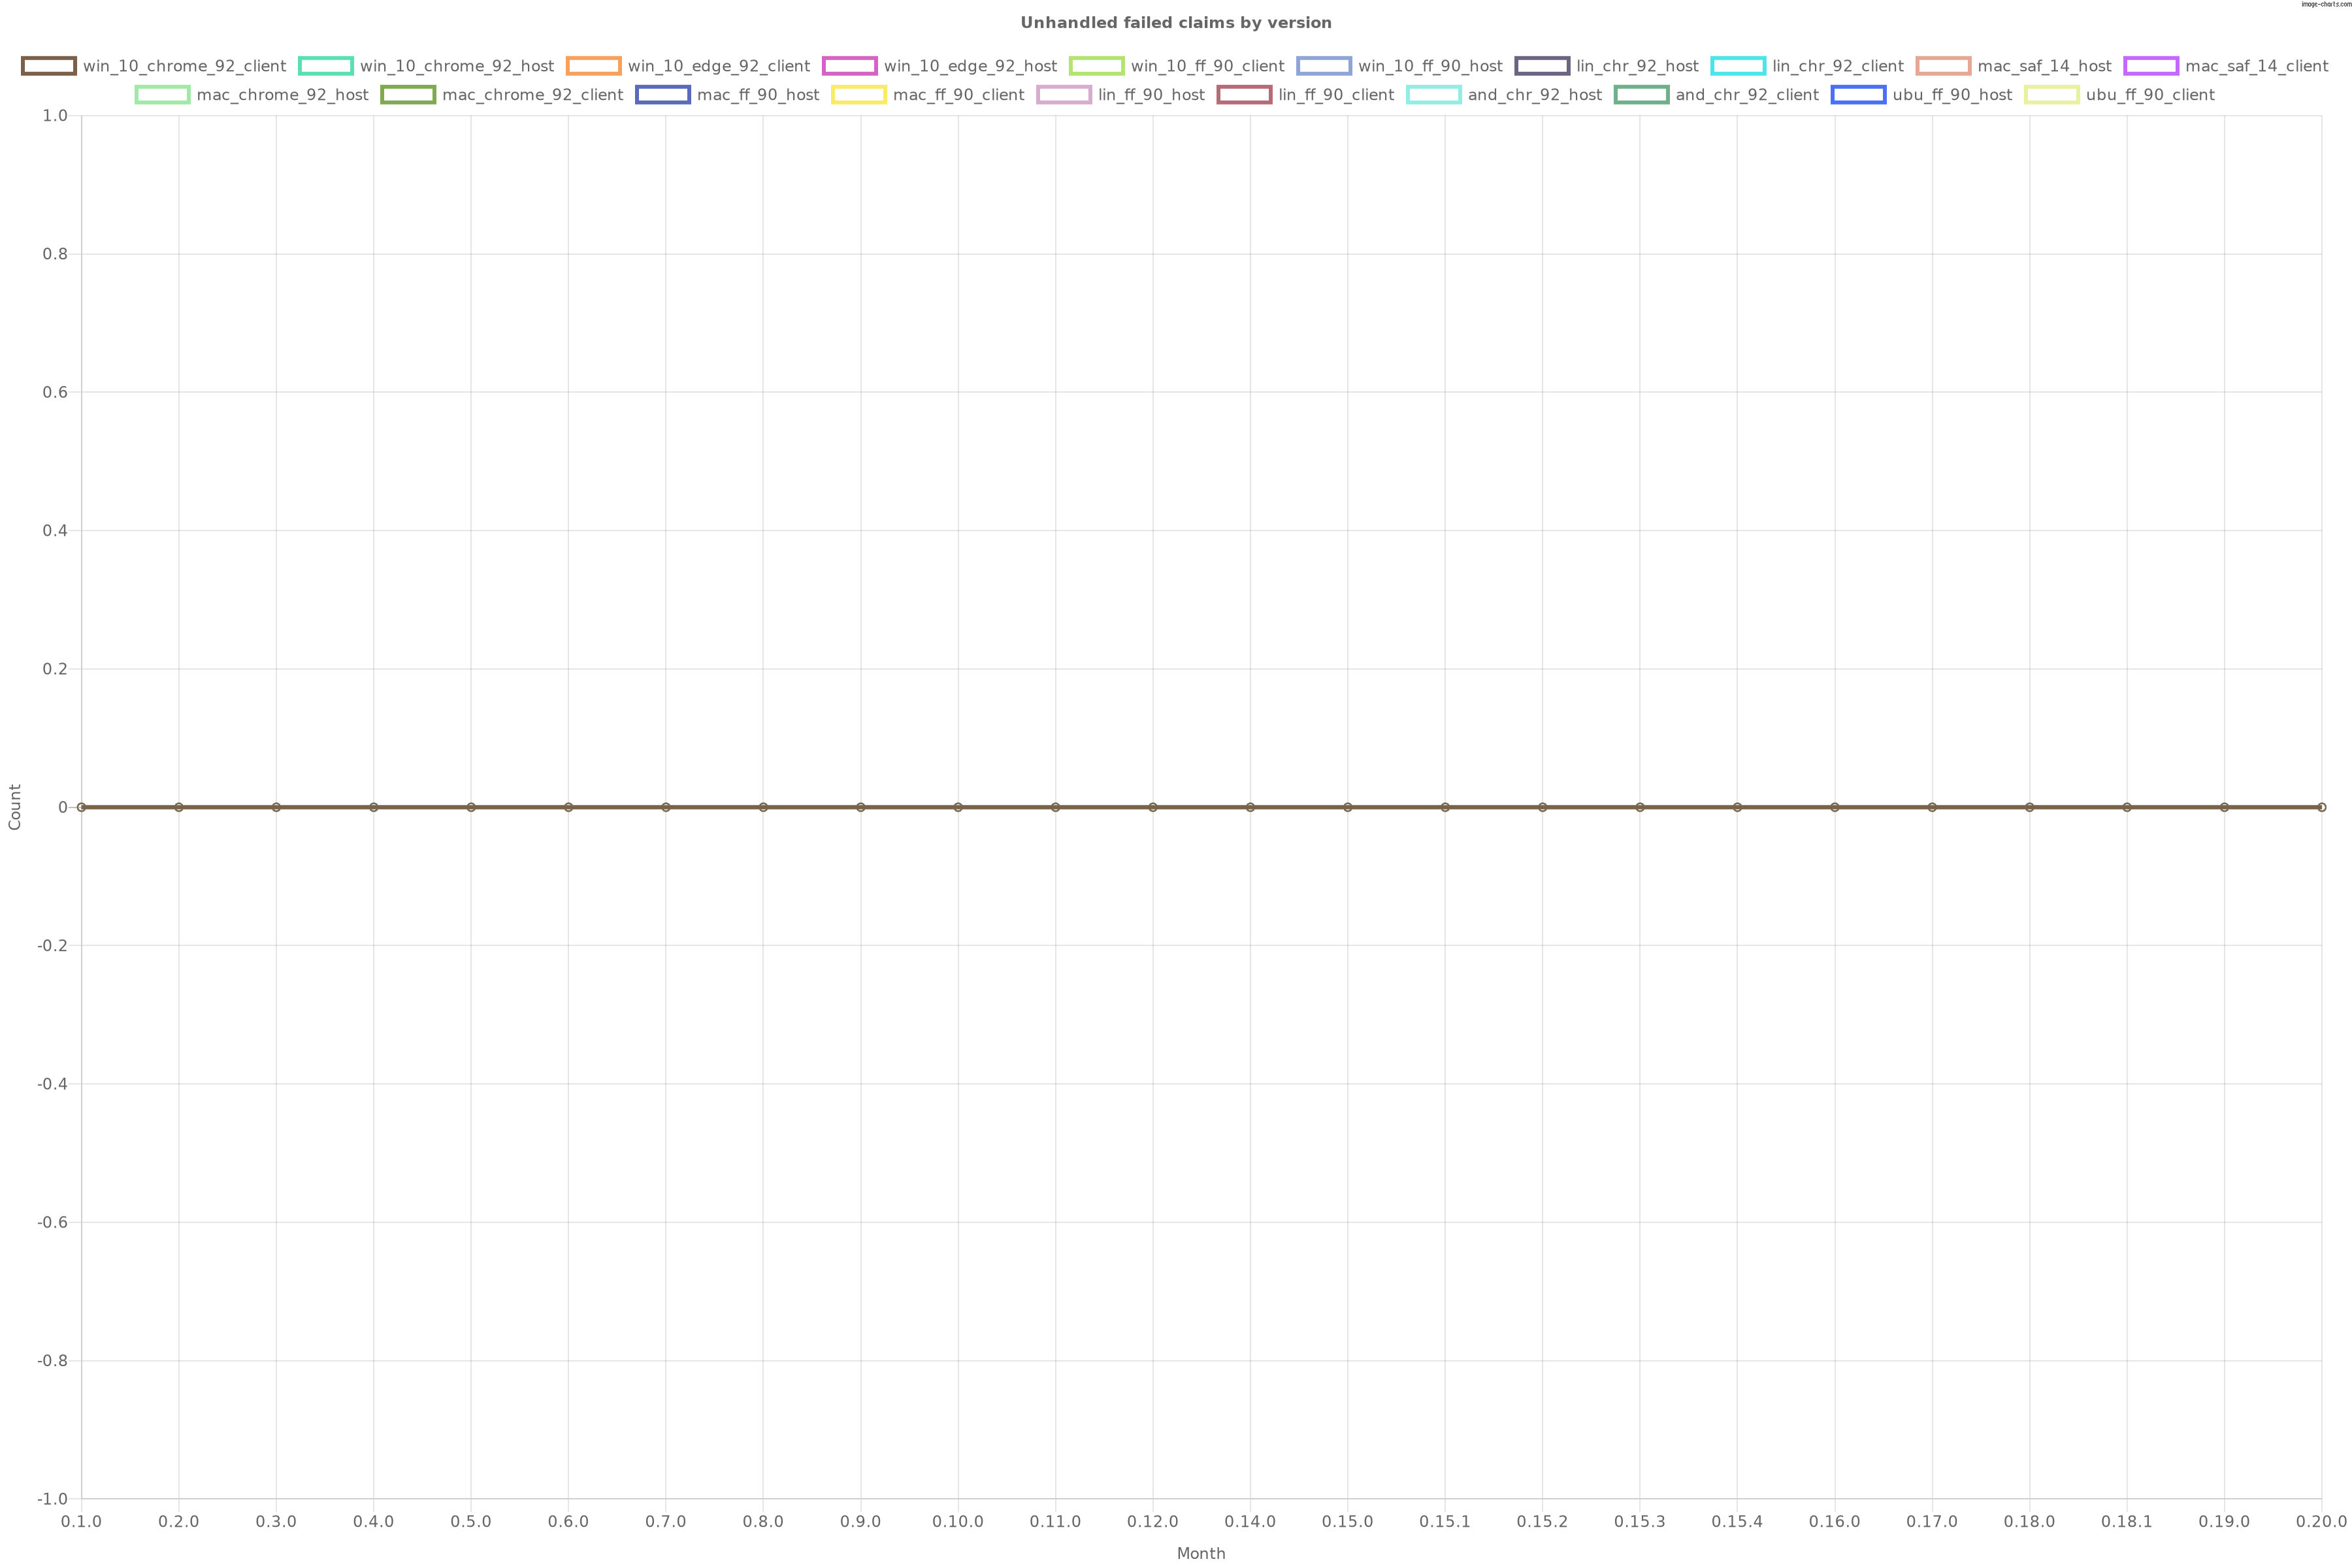 image-charts.com
Unhandled failed claims by version
win_10_chrome_92_client win_10_chrome_92_host win_10_edge_92_client win_10_edge_92_host win_10_ff_90_client win_10_ff_90_host lin_chr_92_host lin_chr_92_client mac_saf_14_host mac_saf_14_client
mac_chrome_92_host mac_chrome_92_client mac_ff_90_host mac_ff_90_client lin_ff_90_host lin_ff_90_client and_chr_92_host and_chr_92_client ubu_ff_90_host ubu_ff_90_client
1.0
0.8
0.6
0.4
0.2
0
-0.2
-0.4
-0.6
-0.8
-1.0
Count
0.1.0 0.2.0 0.3.0 0.4.0 0.5.0 0.6.0 0.7.0 0.8.0 0.9.0 0.10.0 0.11.0 0.12.0 0.14.0 0.15.0 0.15.1 0.15.2 0.15.3 0.15.4 0.16.0 0.17.0 0.18.0 0.18.1 0.19.0 0.20.0
Month